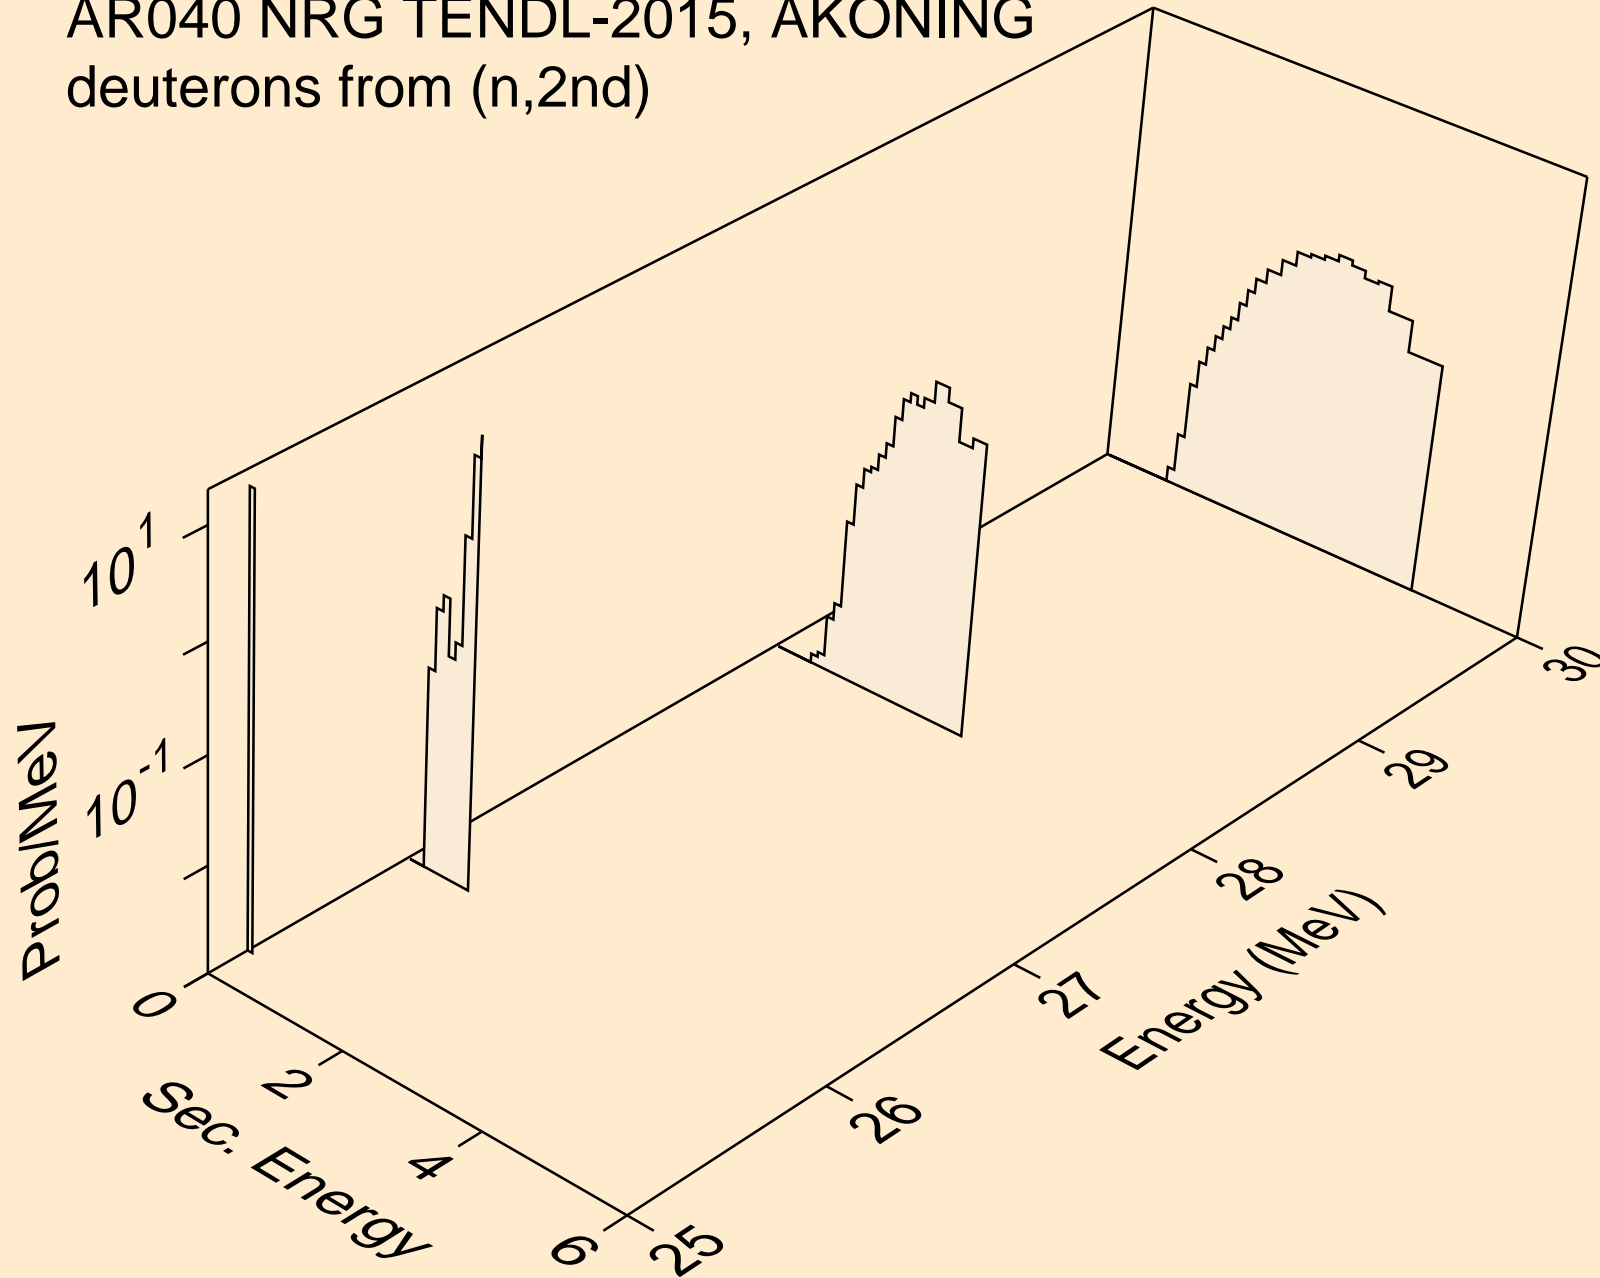 AR040 NRG TENDL-2015, AKONING
deuterons from (n,2nd)
10^1
10^-1
Prob/MeV
0
2
4
6
Sec. Energy
25
26
27
28
29
30
Energy (MeV)